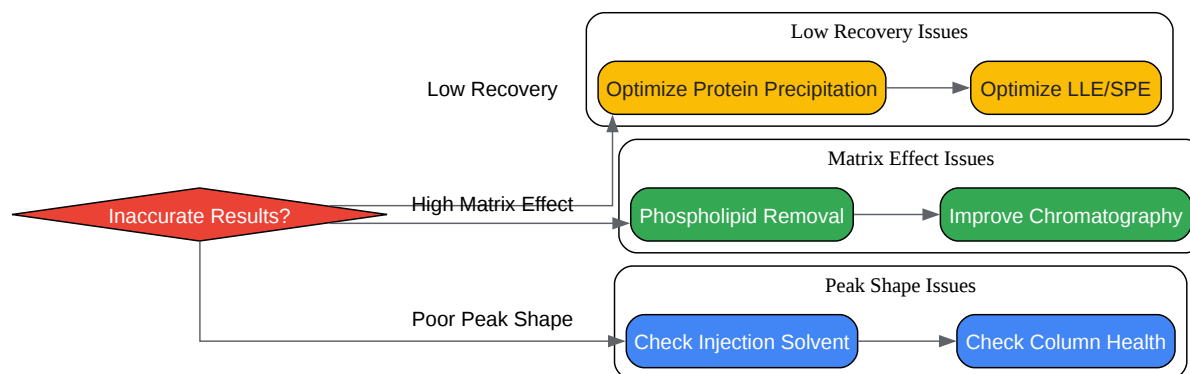 Low Recovery Issues
Low Recovery
Optimize Protein Precipitation
Optimize LLE/SPE
Matrix Effect Issues
Inaccurate Results?
High Matrix Effect
Phospholipid Removal
Improve Chromatography
Peak Shape Issues
Poor Peak Shape
Check Injection Solvent
Check Column Health